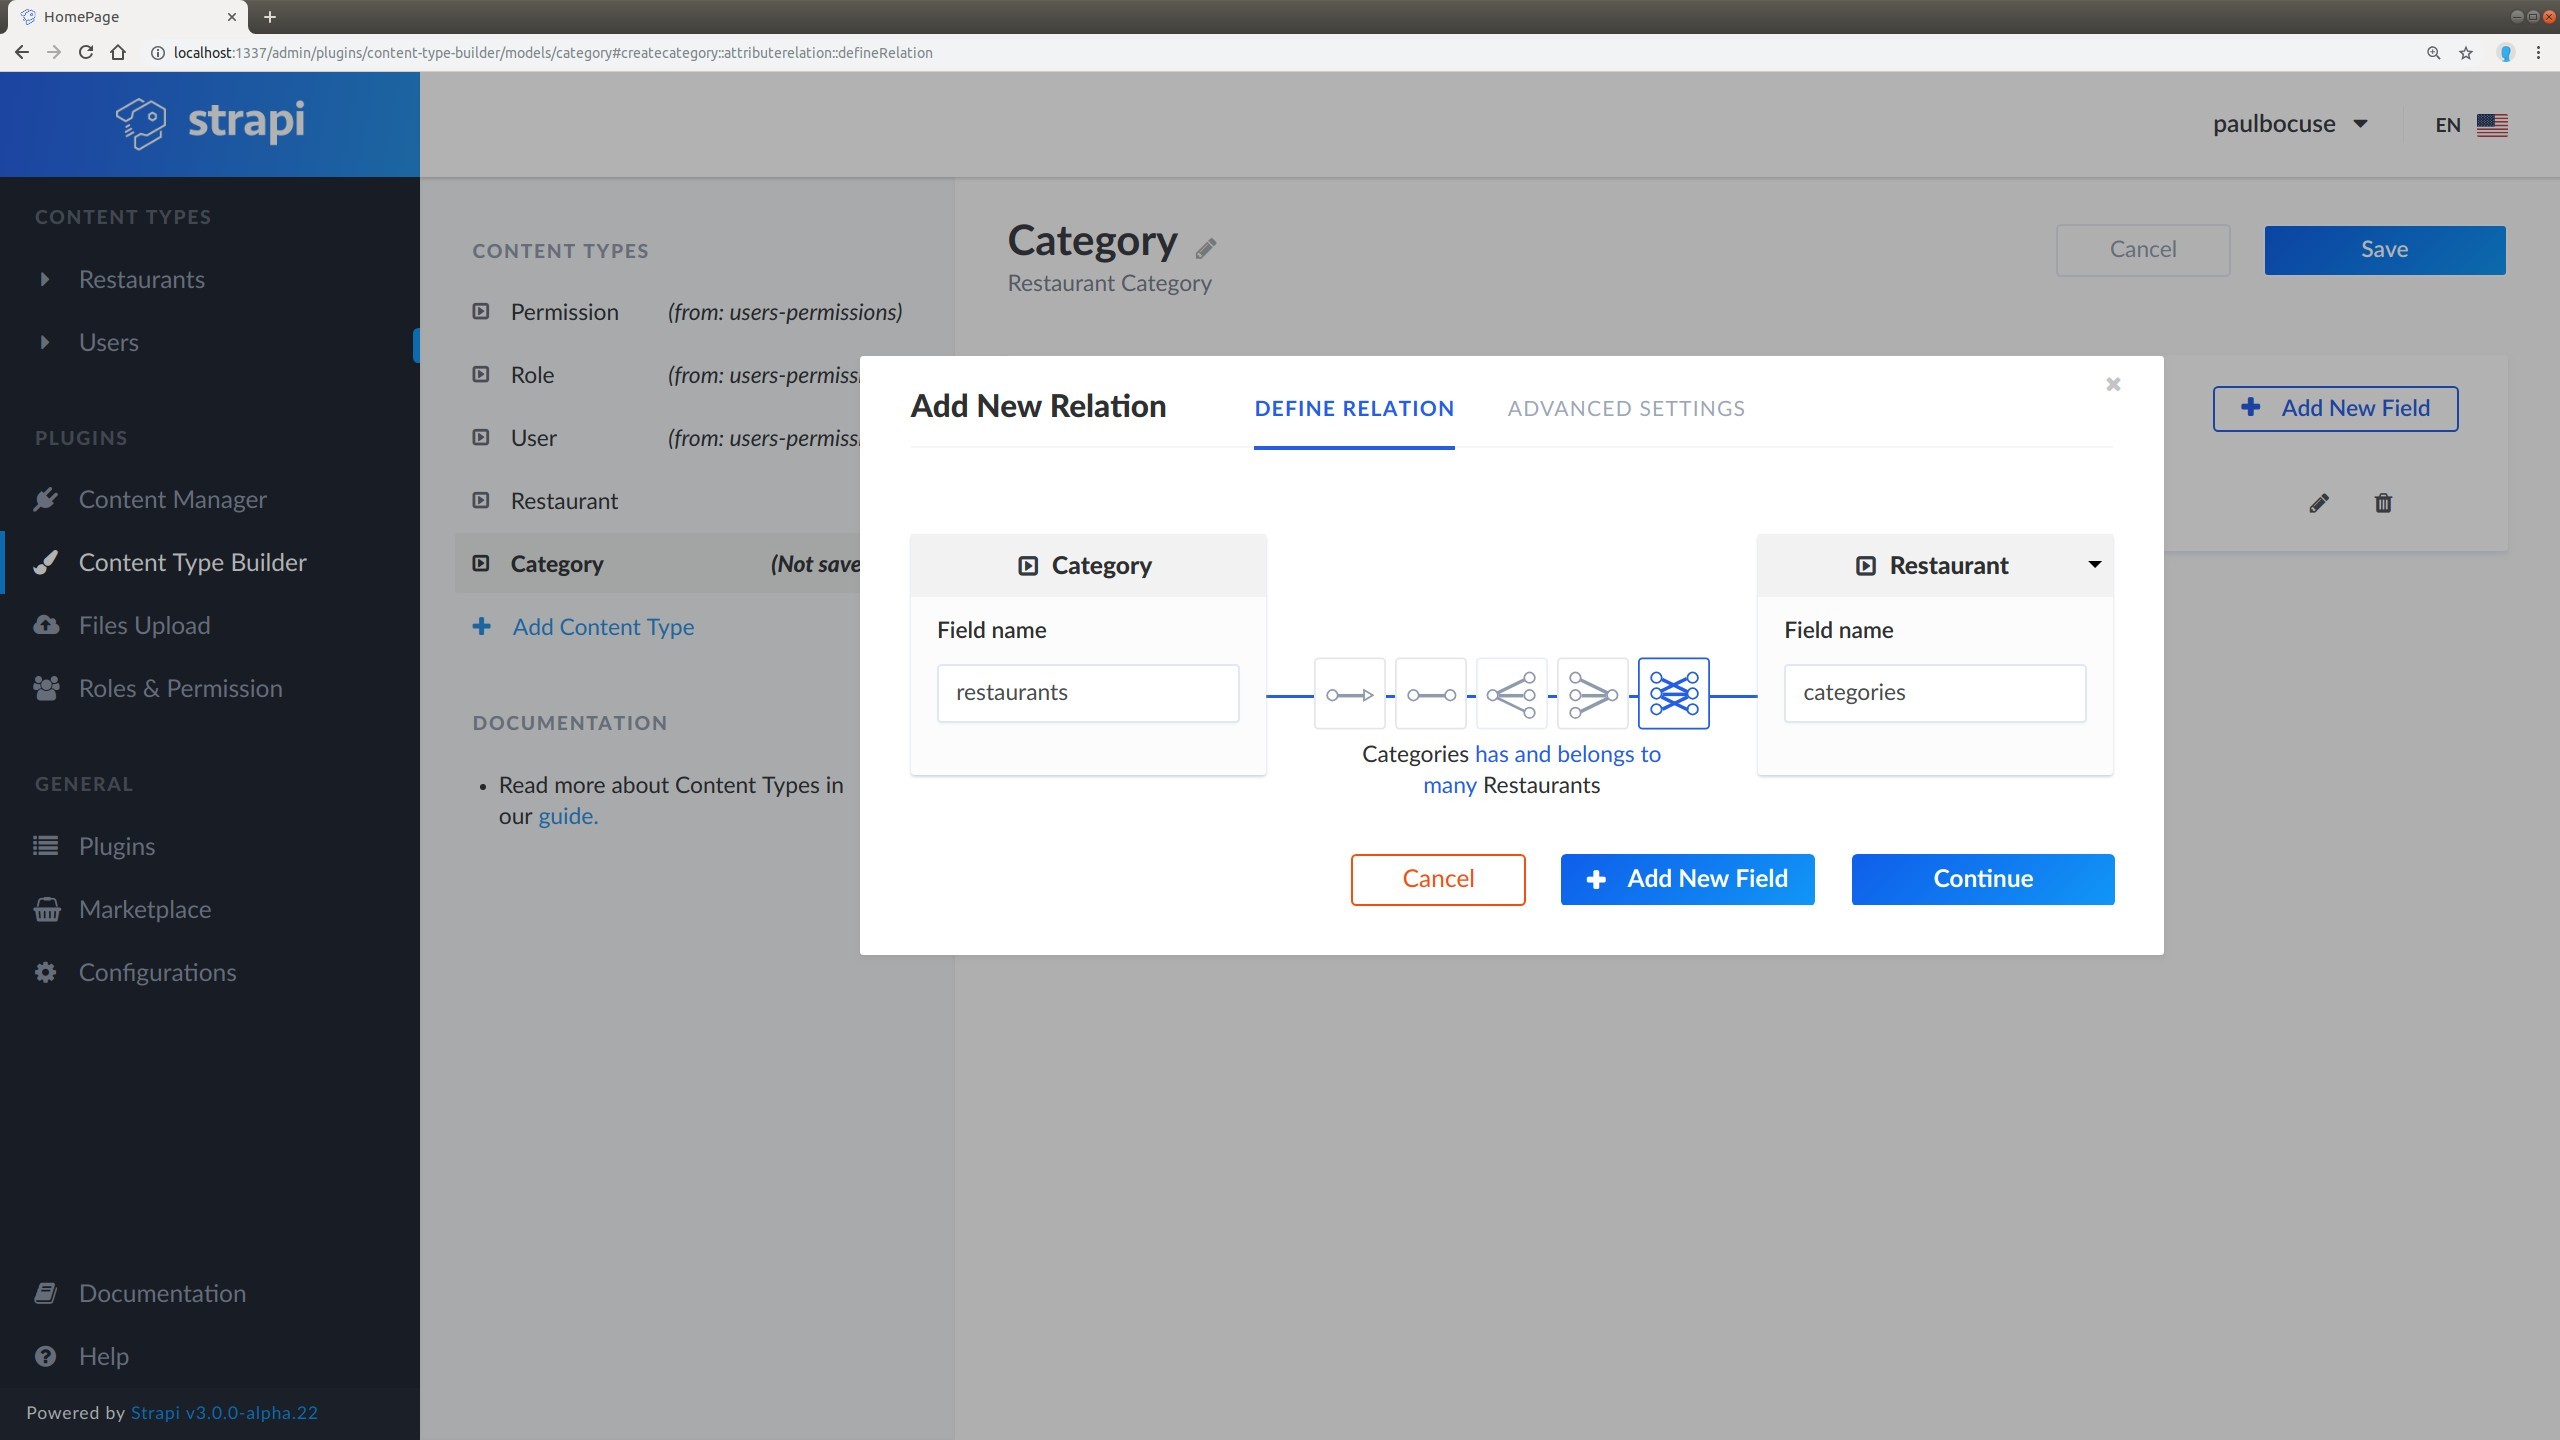 HomePage
localhost:1337/admin/plugins/content-type-builder/models/category#createcategory::attributerelation::defineRelation
strapi
paulbocuse
EN
CONTENT TYPES
Restaurants
Users
PLUGINS
Content Manager
Content Type Builder
Files Upload
Roles & Permission
GENERAL
Plugins
Marketplace
Configurations
Documentation
Help
Powered by Strapi v3.0.0-alpha.22
CONTENT TYPES
Permission (from: users-permissions)
Role (from: users-permiss
User (from: users-permiss
Restaurant
Category (Not save
Add Content Type
DOCUMENTATION
• Read more about Content Types in
our guide.
Category
Restaurant Category
Cancel
Save
Add New Field
Add New Relation
DEFINE RELATION
ADVANCED SETTINGS
Category
Field name
restaurants
Categories has and belongs to
many Restaurants
Restaurant
Field name
categories
Cancel
Add New Field
Continue